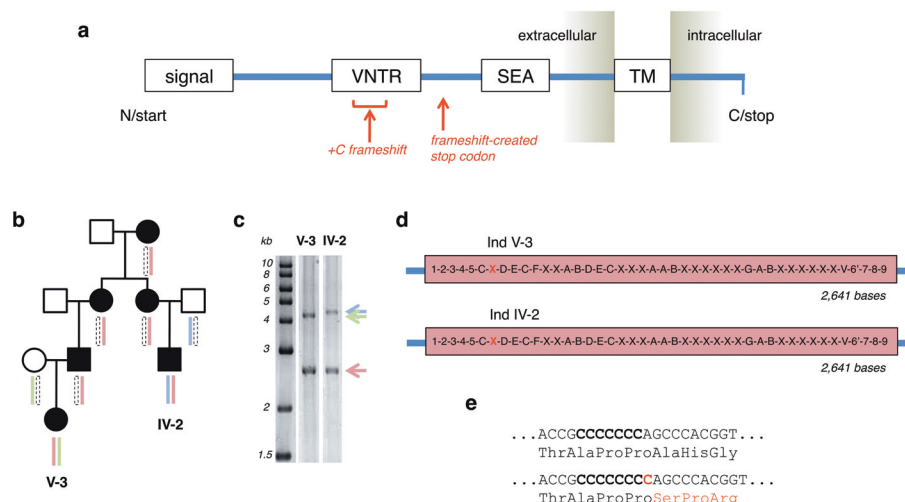 a
extracellular
intracellular
signal
VNTR
SEA
TM
N/start
C/stop
+C frameshift
frameshift-created
stop codon
b
V-3
IV-2
c
kb
V-3 IV-2
10
8
6
5
4
3
2
1.5
d
Ind V-3
1-2-3-4-5-C-X-D-E-C-F-X-X-A-B-D-E-C-X-X-X-A-A-B-X-X-X-X-X-X-G-A-B-X-X-X-X-X-X-V-6'-7-8-9
2,641 bases
Ind IV-2
1-2-3-4-5-C-X-D-E-C-F-X-X-A-B-D-E-C-X-X-X-A-A-B-X-X-X-X-X-X-G-A-B-X-X-X-X-X-X-V-6'-7-8-9
2,641 bases
e
...ACCGCCCCCCCAGCCCACGGT...
ThrAlaProProAlaHisGly
...ACCGCCCCCCCCAGCCCACGGT...
ThrAlaProProSerProArg